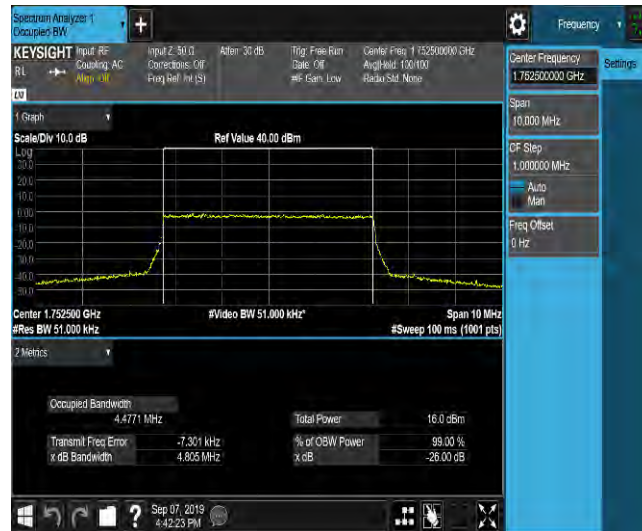 Spectrum Analyzer 1
Occupied BW
Frequency
KEYSIGHT
RL
Input: RF
Coupling: AC
Align: Off
Input Z: 50 Ω
Corrections: Off
Freq Ref: Int (S)
Atten: 30 dB
Trig: Free Run
Gate: Off
#IF Gain: Low
Center Freq: 1.752500000 GHz
Avg|Hold: 100/100
Radio Std: None
Center Frequency
1.752500000 GHz
Settings
Span
10.000 MHz
CF Step
1.000000 MHz
Auto
Man
Freq Offset
0 Hz
1 Graph
Scale/Div 10.0 dB
Ref Value 40.00 dBm
Log
30.0
20.0
10.0
0.00
-10.0
-20.0
-30.0
-40.0
-50.0
Center 1.752500 GHz
#Video BW 51.000 kHz*
Span 10 MHz
#Res BW 51.000 kHz
#Sweep 100 ms (1001 pts)
2 Metrics
Occupied Bandwidth
4.4771 MHz
Total Power
16.0 dBm
Transmit Freq Error
-7.301 kHz
% of OBW Power
99.00 %
x dB Bandwidth
4.805 MHz
x dB
-26.00 dB
?
Sep 07, 2019
4:42:23 PM